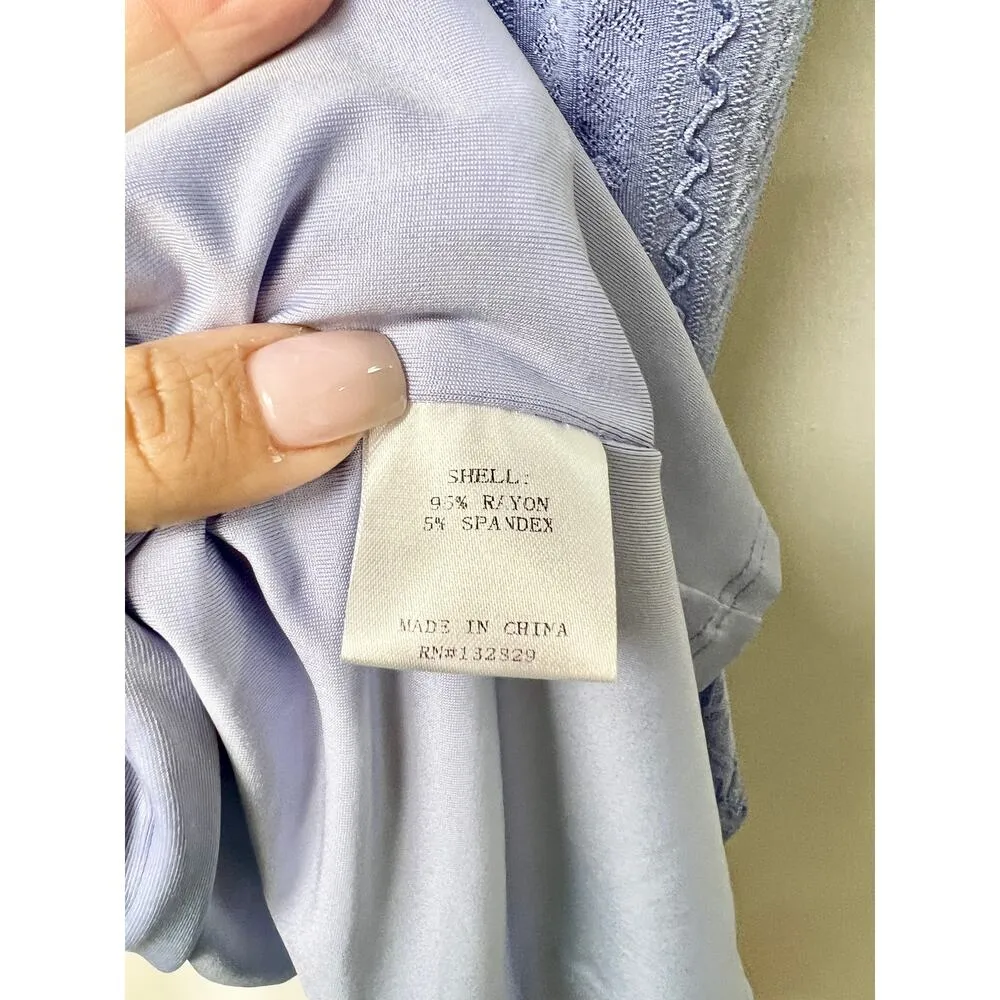 SHELL:
95% RAYON
5% SPANDEX
MADE IN CHINA
RN#132829